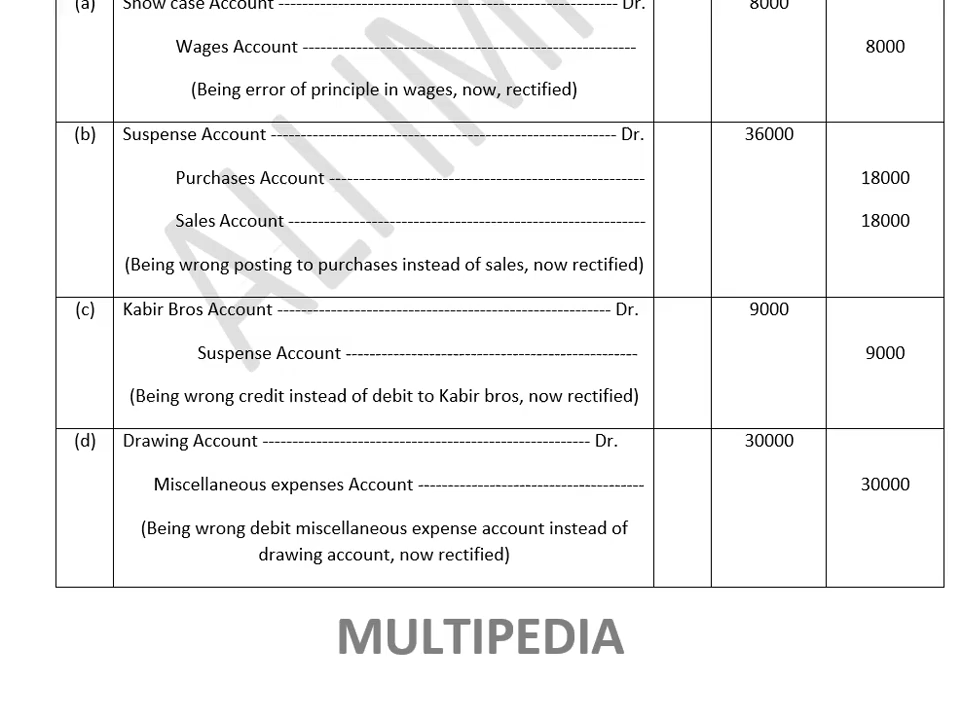 (a) Show case Account ---------------------------------------------------------- Dr. 8000
Wages Account --------------------------------------------------------- 8000
(Being error of principle in wages, now, rectified)
(b) Suspense Account ---------------------------------------------------------- Dr. 36000
Purchases Account ------------------------------------------------------ 18000
Sales Account ------------------------------------------------------------- 18000
(Being wrong posting to purchases instead of sales, now rectified)
(c) Kabir Bros Account --------------------------------------------------------- Dr. 9000
Suspense Account -------------------------------------------------- 9000
(Being wrong credit instead of debit to Kabir bros, now rectified)
(d) Drawing Account -------------------------------------------------------- Dr. 30000
Miscellaneous expenses Account --------------------------------------- 30000
(Being wrong debit miscellaneous expense account instead of
drawing account, now rectified)
MULTIPEDIA